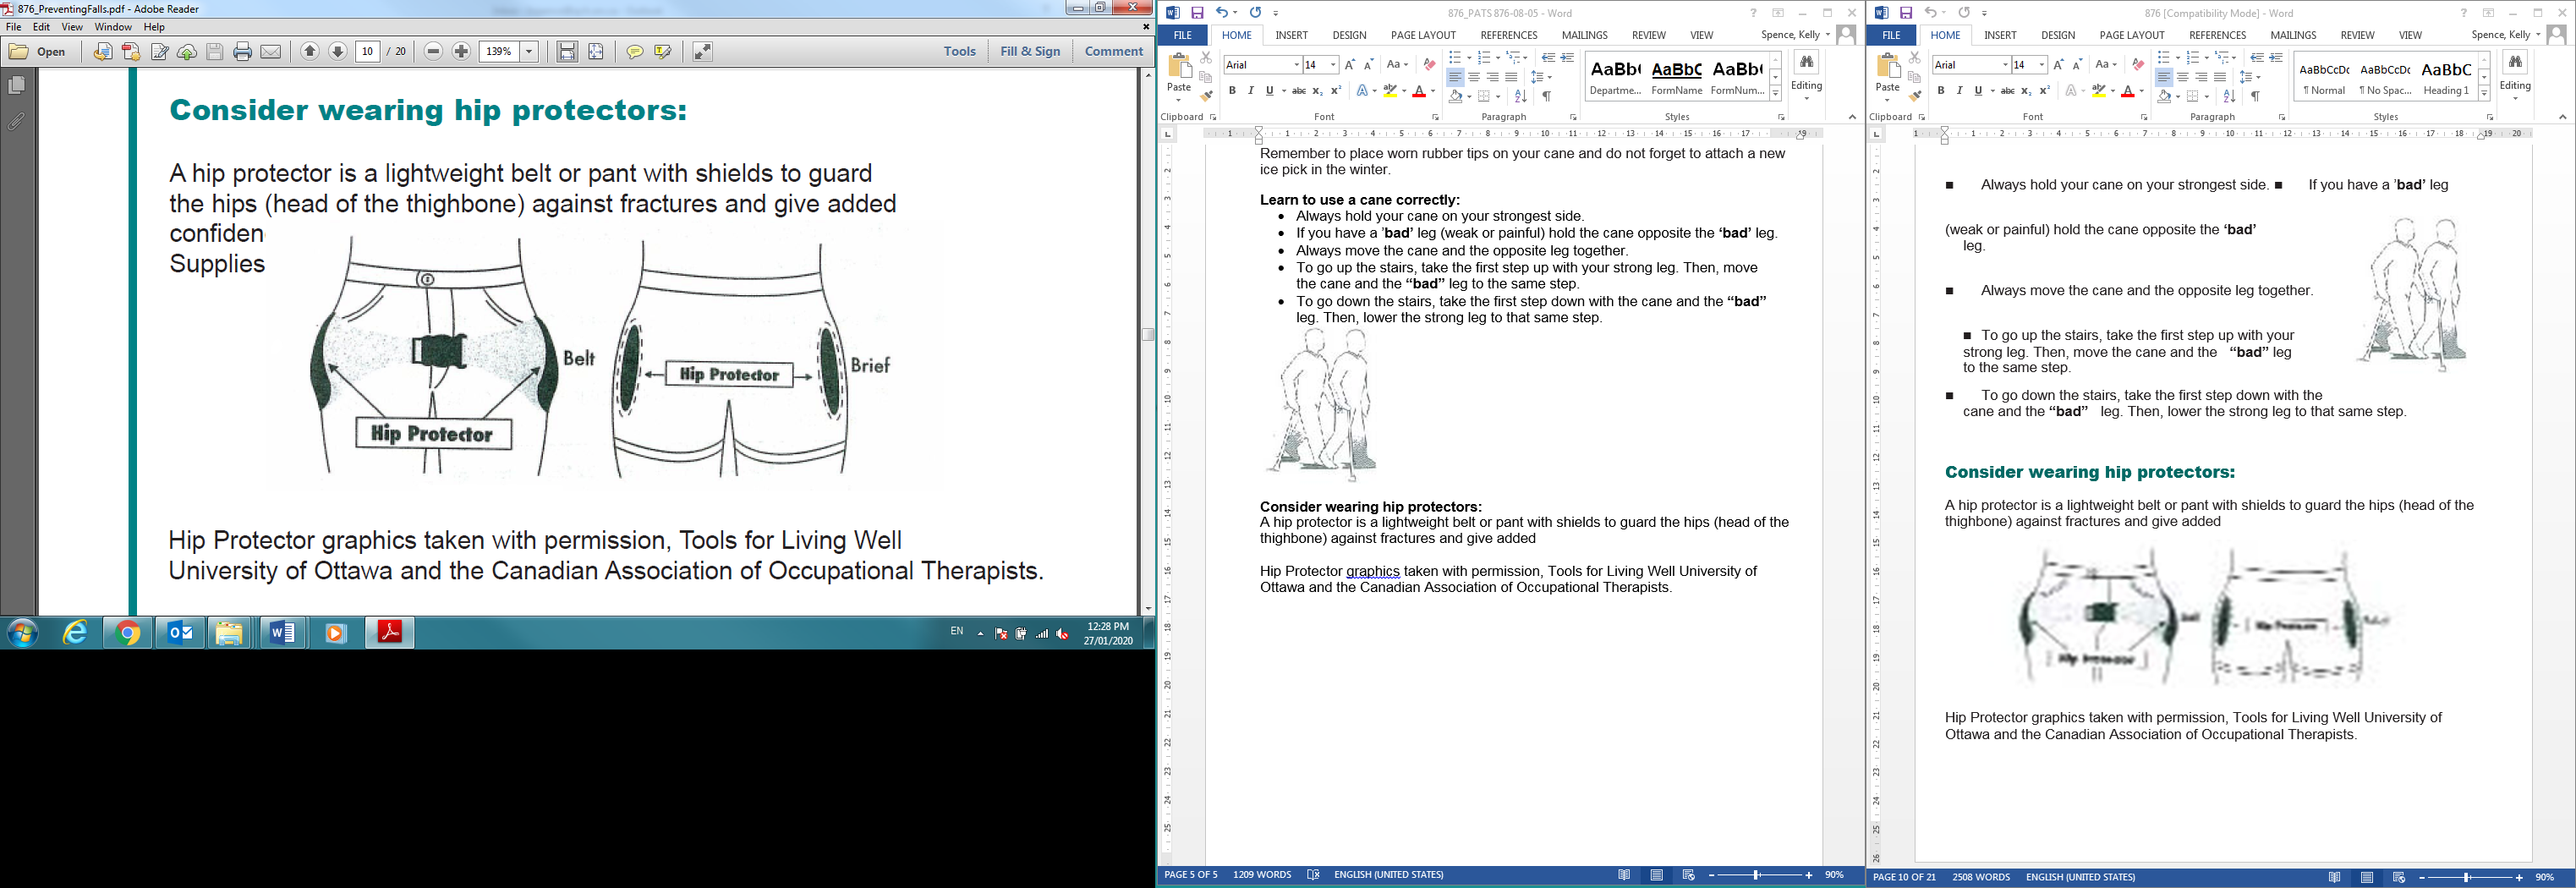 876_PreventingFalls.pdf - Adobe Reader
File Edit View Window Help
Open 10 / 20 139% Tools Fill & Sign Comment
Consider wearing hip protectors:
A hip protector is a lightweight belt or pant with shields to guard
the hips (head of the thighbone) against fractures and give added
confiden
Supplies
Belt
Hip Protector
Hip Protector
Brief
Hip Protector graphics taken with permission, Tools for Living Well
University of Ottawa and the Canadian Association of Occupational Therapists.
EN
12:28 PM
27/01/2020
876_PATS 876-08-05 - Word
FILE HOME INSERT DESIGN PAGE LAYOUT REFERENCES MAILINGS REVIEW VIEW Spence, Kelly
Arial 14
Paste
AaBb( AaBbC AaBb(
Departme... FormName FormNum...
Editing
Clipboard Font Paragraph Styles
Remember to place worn rubber tips on your cane and do not forget to attach a new
ice pick in the winter.
Learn to use a cane correctly:
• Always hold your cane on your strongest side.
• If you have a 'bad' leg (weak or painful) hold the cane opposite the ‘bad’ leg.
• Always move the cane and the opposite leg together.
• To go up the stairs, take the first step up with your strong leg. Then, move
the cane and the “bad” leg to the same step.
• To go down the stairs, take the first step down with the cane and the “bad”
leg. Then, lower the strong leg to that same step.
Consider wearing hip protectors:
A hip protector is a lightweight belt or pant with shields to guard the hips (head of the
thighbone) against fractures and give added
Hip Protector graphics taken with permission, Tools for Living Well University of
Ottawa and the Canadian Association of Occupational Therapists.
PAGE 5 OF 5 1209 WORDS ENGLISH (UNITED STATES) 90%
876 [Compatibility Mode] - Word
FILE HOME INSERT DESIGN PAGE LAYOUT REFERENCES MAILINGS REVIEW VIEW Spence, Kelly
Arial 14
Paste
AaBbCcDc AaBbCcDc AaBbC
¶ Normal ¶ No Spac... Heading 1
Editing
Clipboard Font Paragraph Styles
■ Always hold your cane on your strongest side. ■ If you have a 'bad' leg
(weak or painful) hold the cane opposite the ‘bad’
leg.
■ Always move the cane and the opposite leg together.
■ To go up the stairs, take the first step up with your
strong leg. Then, move the cane and the “bad” leg
to the same step.
■ To go down the stairs, take the first step down with the
cane and the “bad” leg. Then, lower the strong leg to that same step.
Consider wearing hip protectors:
A hip protector is a lightweight belt or pant with shields to guard the hips (head of the
thighbone) against fractures and give added
Hip Protector graphics taken with permission, Tools for Living Well University of
Ottawa and the Canadian Association of Occupational Therapists.
PAGE 10 OF 21 2508 WORDS ENGLISH (UNITED STATES) 90%